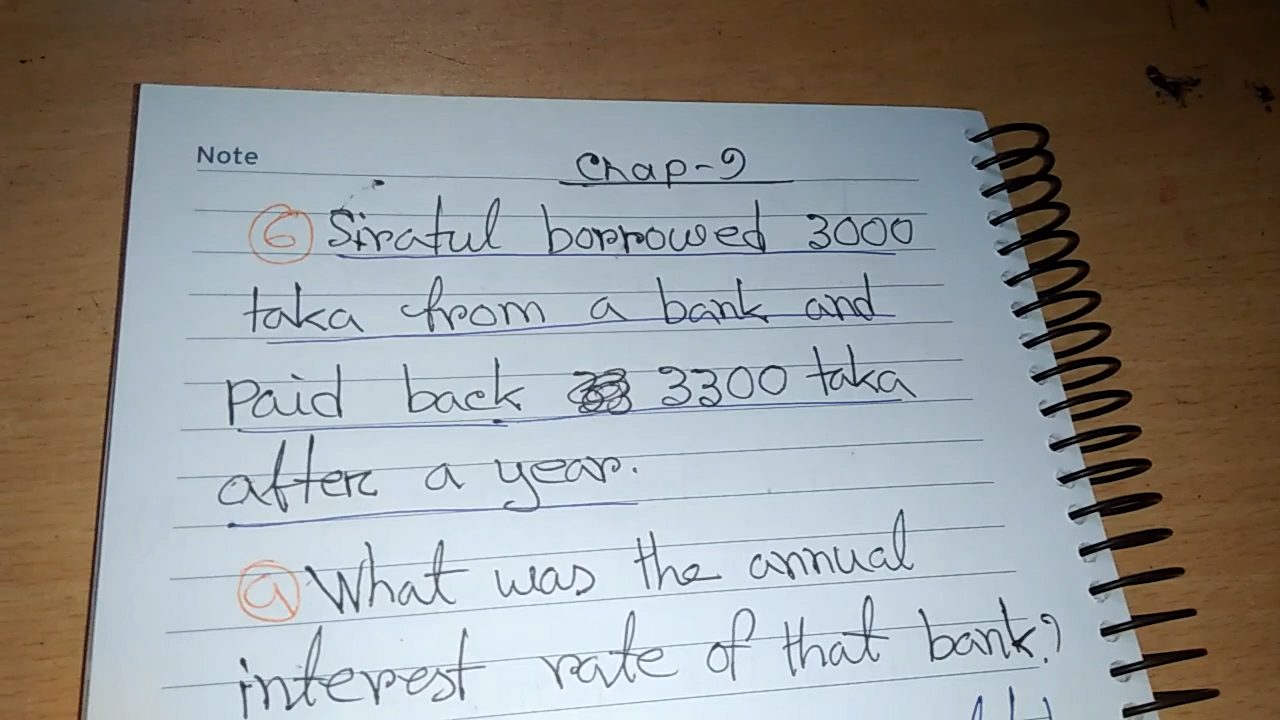 Note
Chap-9
6 Siratul borrowed 3000
taka from a bank and
paid back 3300 taka
after a year.
a What was the annual
interest rate of that bank?